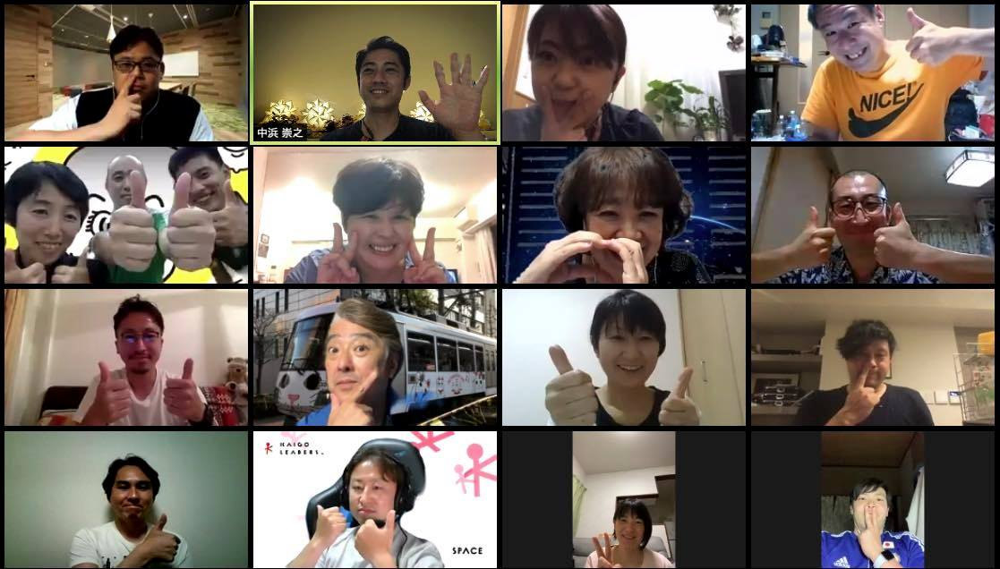 中浜 崇之
NICE!
KAIGO
LEADERS.
SPACE